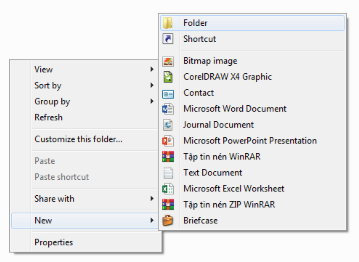 View
Sort by
Group by
Refresh
Customize this folder...
Paste
Paste shortcut
Share with
New
Properties
Folder
Shortcut
Bitmap image
CorelDRAW X4 Graphic
Contact
Microsoft Word Document
Journal Document
Microsoft PowerPoint Presentation
Tập tin nén WinRAR
Text Document
Microsoft Excel Worksheet
Tập tin nén ZIP WinRAR
Briefcase